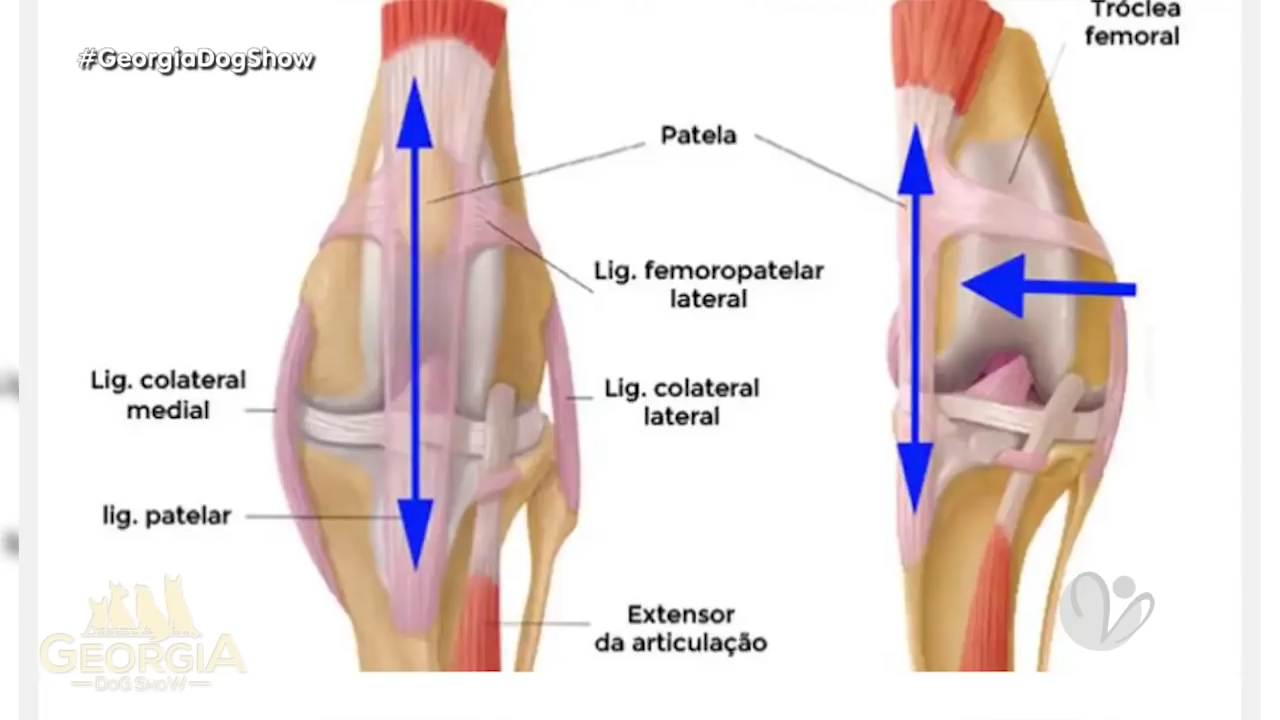 #GeorgiaDogShow
Tróclea
femoral
Patela
Lig. femoropatelar
lateral
Lig. colateral
medial
Lig. colateral
lateral
lig. patelar
Extensor
da articulação
GEORGIA
DOG SHOW